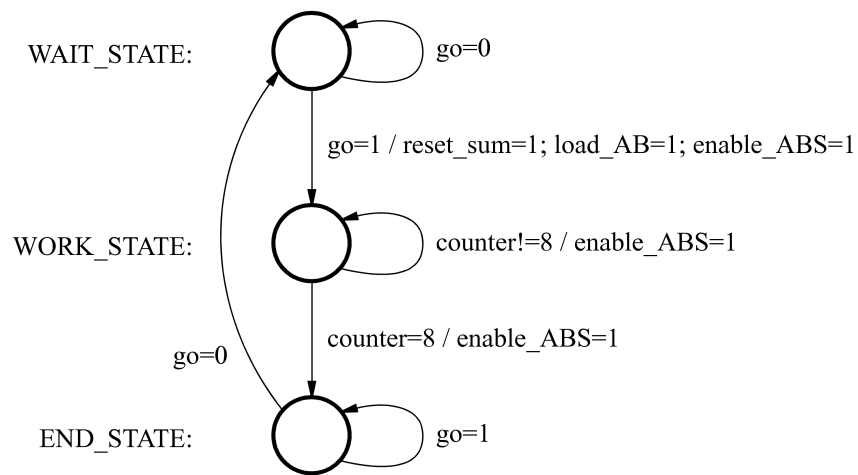 WAIT_STATE:
go=0
go=1 / reset_sum=1; load_AB=1; enable_ABS=1
WORK_STATE:
counter!=8 / enable_ABS=1
counter=8 / enable_ABS=1
go=0
END_STATE:
go=1